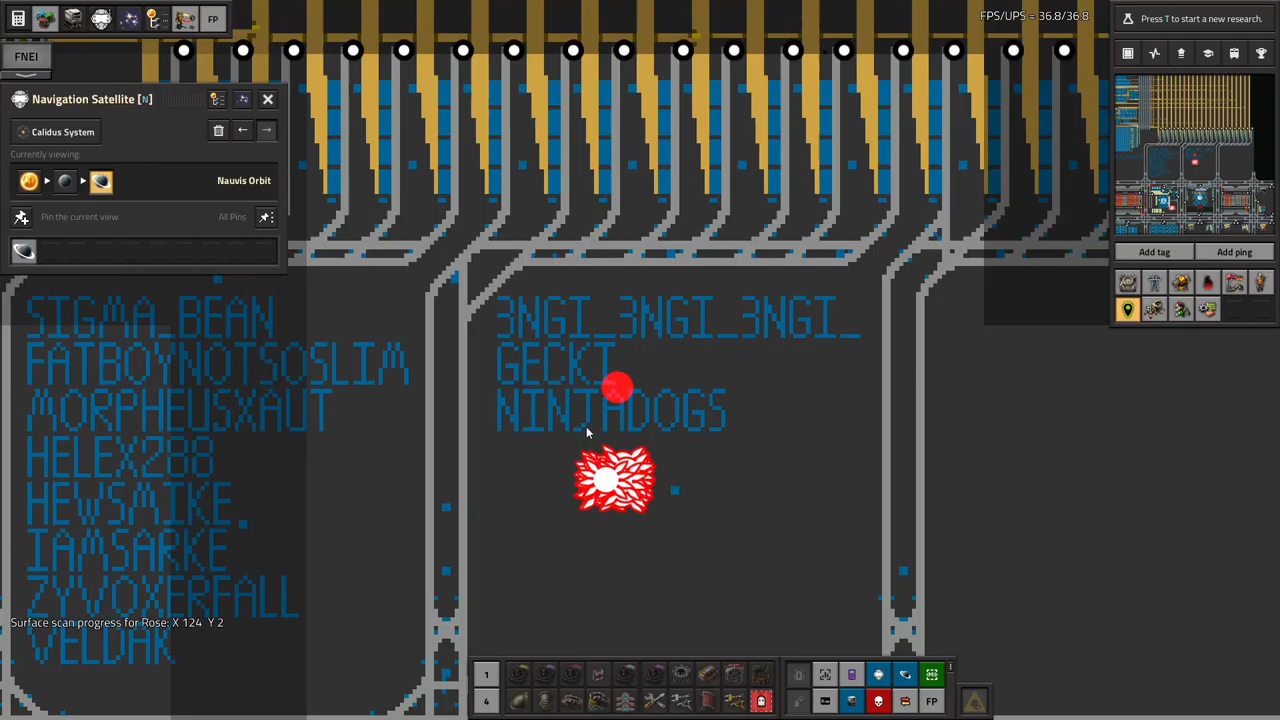 FP
FPS/UPS = 36.8/36.8
Press T to start a new research.
FNEI
Navigation Satellite [N]
Calidus System
Currently viewing:
Nauvis Orbit
Pin the current view
All Pins
Add tag
Add ping
SIGMA_BEAN
FATBOYNOTSOSLIM
MORPHEUSXAUT
HELEX288
HEWSMIKE
IAMSARKE
ZYVOXERFALL
VELDAK
3NGI_3NGI_3NGI_
GECKT
NINJADOGS
Surface scan progress for Rose: X 124 Y 2
1
4
FP